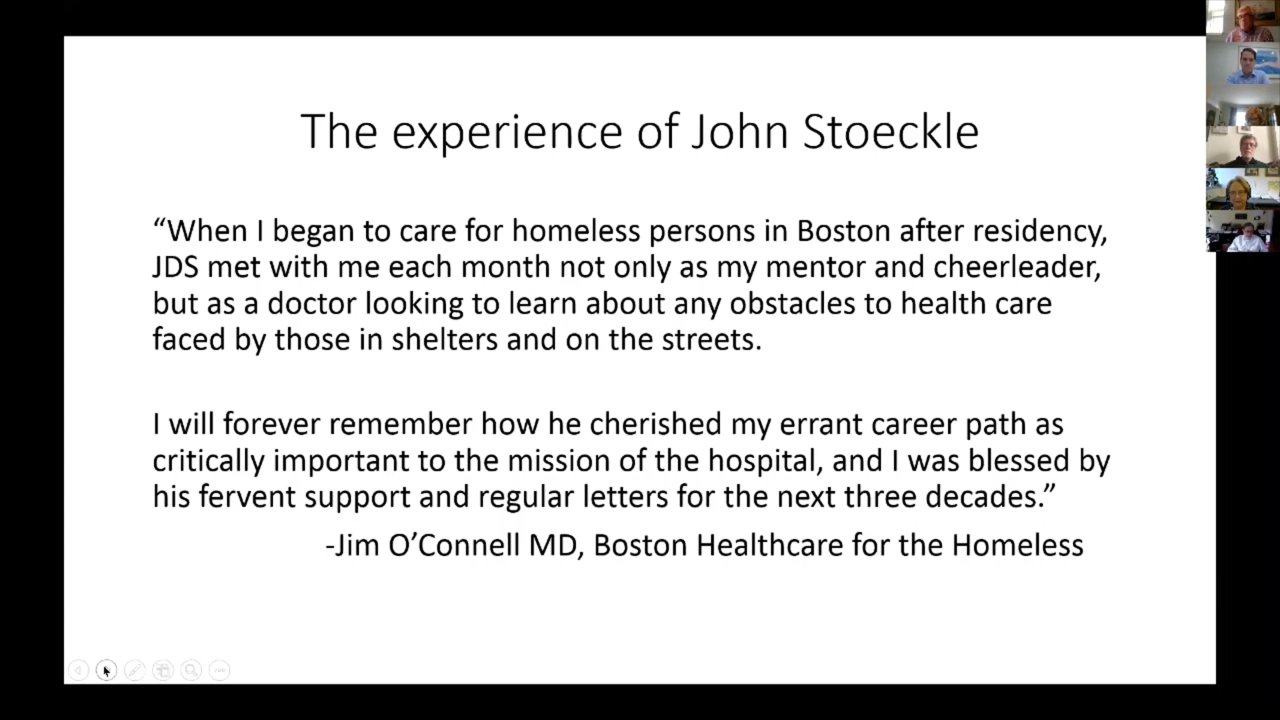 The experience of John Stoeckle
“When I began to care for homeless persons in Boston after residency,
JDS met with me each month not only as my mentor and cheerleader,
but as a doctor looking to learn about any obstacles to health care
faced by those in shelters and on the streets.
I will forever remember how he cherished my errant career path as
critically important to the mission of the hospital, and I was blessed by
his fervent support and regular letters for the next three decades.”
-Jim O’Connell MD, Boston Healthcare for the Homeless